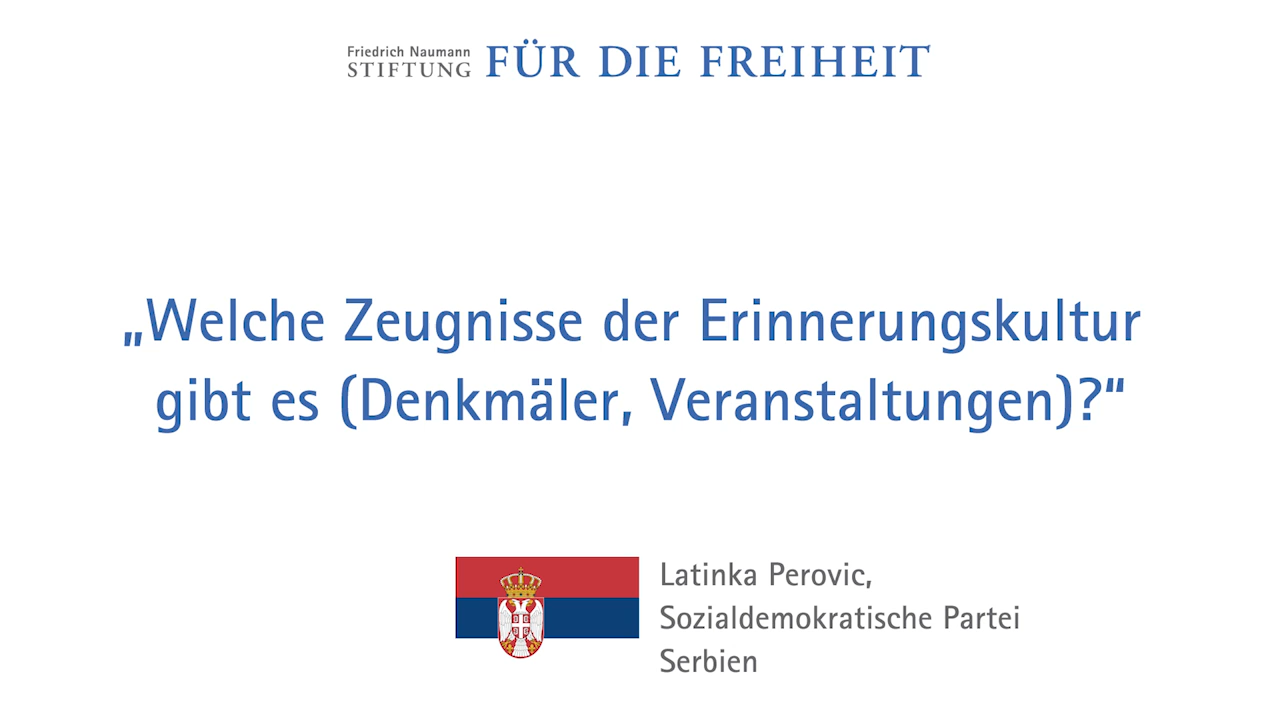 Friedrich Naumann
STIFTUNG FÜR DIE FREIHEIT
„Welche Zeugnisse der Erinnerungskultur
gibt es (Denkmäler, Veranstaltungen)?“
Latinka Perovic,
Sozialdemokratische Partei
Serbien